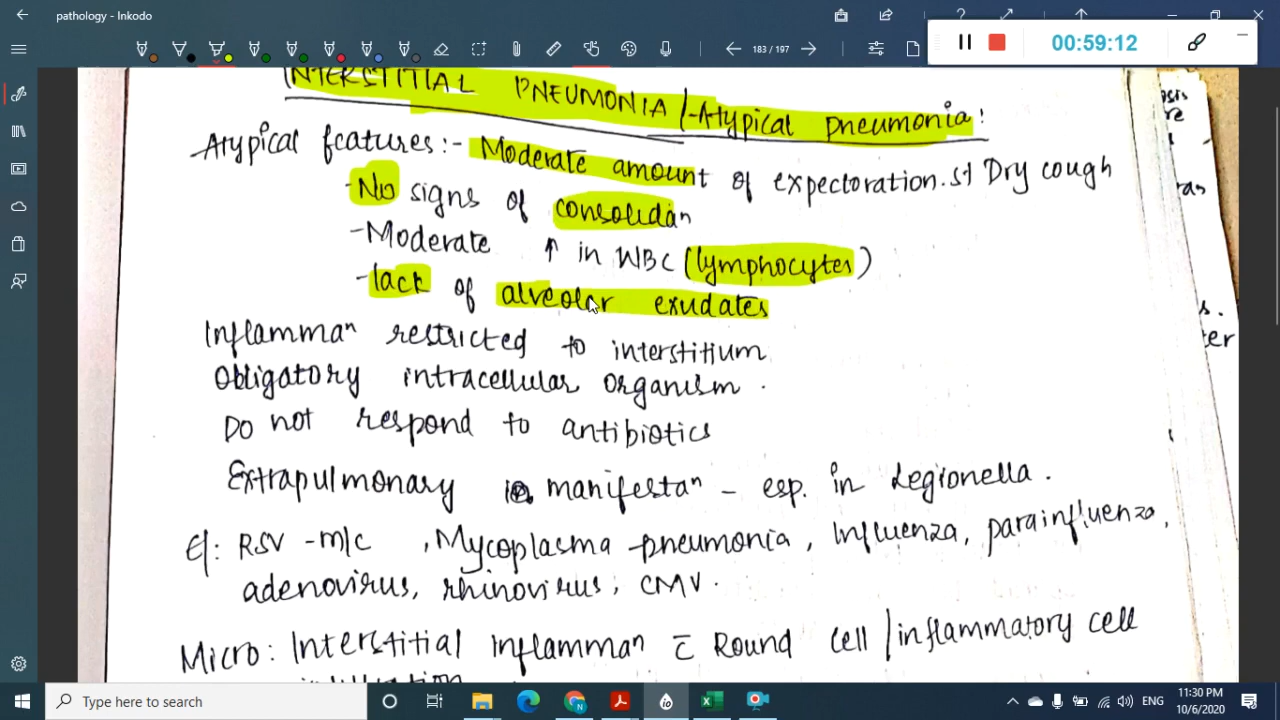 pathology - Inkodo
183 / 197
00:59:12
INTERSTITIAL PNEUMONIA /-Atypical pneumonia:
Atypical features:- Moderate amount of expectoration. st Dry cough
-No signs of consolidan
-Moderate ↑ in WBC (lymphocytes)
-lack of alveolar exudates
Inflamman restricted to interstitium
Obligatory intracellular organism.
Do not respond to antibiotics
Extrapulmonary manifestan - esp. in Legionella.
Ef: RSV -m/c , Mycoplasma pneumonia, Influenza, parainfluenza,
adenovirus, rhinovirus, CMV.
Micro: Interstitial inflamman c̄ Round cell / inflammatory cell
Type here to search
ENG
11:30 PM
10/6/2020